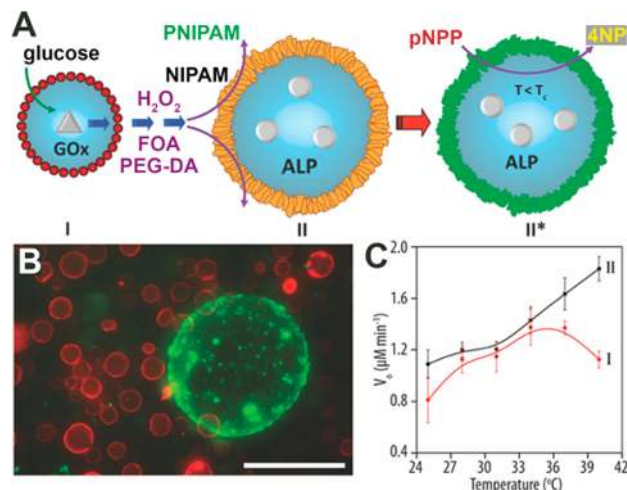 A
glucose
GOx
H₂O₂
FOA
PEG-DA
PNIPAM
NIPAM
ALP
pNPP
4NP
T < Tc
ALP
I
II
II*
B
C
V₀ (µM min⁻¹)
2.0
1.6
1.2
0.8
0.4
II
I
24 27 30 33 36 39 42
Temperature (°C)